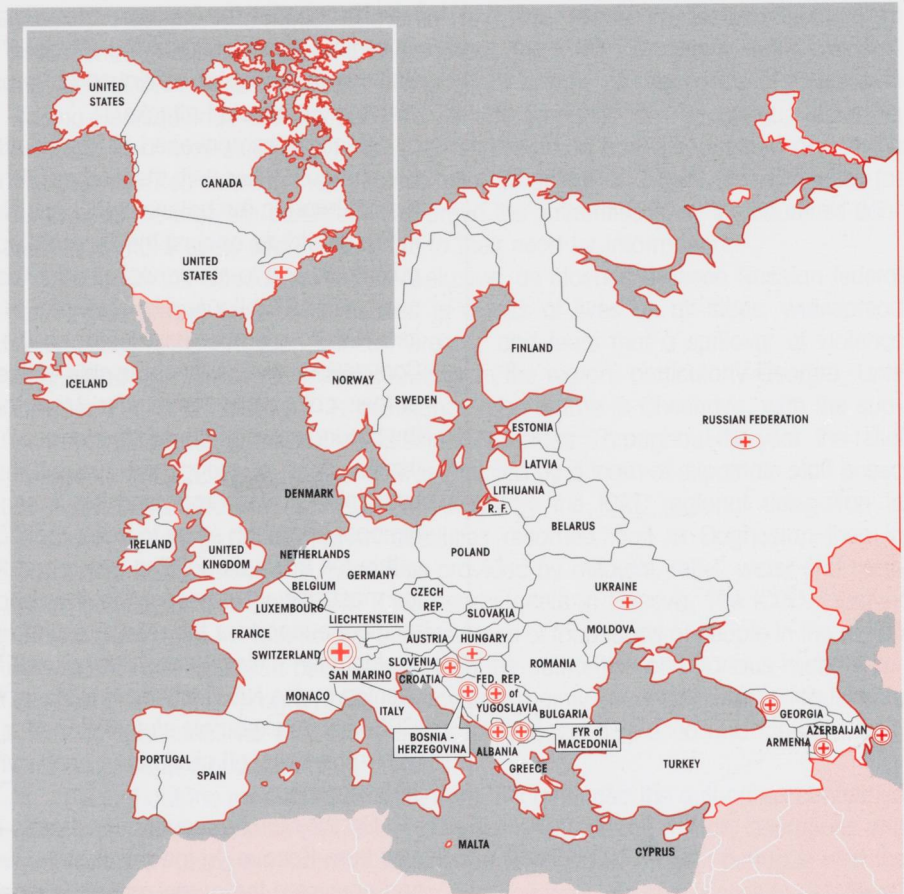 UNITED
STATES
CANADA
UNITED
STATES
ICELAND
NORWAY
SWEDEN
FINLAND
RUSSIAN FEDERATION
ESTONIA
LATVIA
LITHUANIA
R. F.
DENMARK
BELARUS
IRELAND
UNITED
KINGDOM
NETHERLANDS
BELGIUM
LUXEMBOURG
GERMANY
POLAND
CZECH
REP.
SLOVAKIA
UKRAINE
LIECHTENSTEIN
FRANCE
SWITZERLAND
AUSTRIA
HUNGARY
MOLDOVA
SAN MARINO
SLOVENIA
CROATIA
ROMANIA
MONACO
ITALY
FED. REP.
of
YUGOSLAVIA
BULGARIA
GEORGIA
AZERBAIJAN
ARMENIA
BOSNIA -
HERZEGOVINA
FYR of
MACEDONIA
ALBANIA
GREECE
TURKEY
PORTUGAL
SPAIN
MALTA
CYPRUS